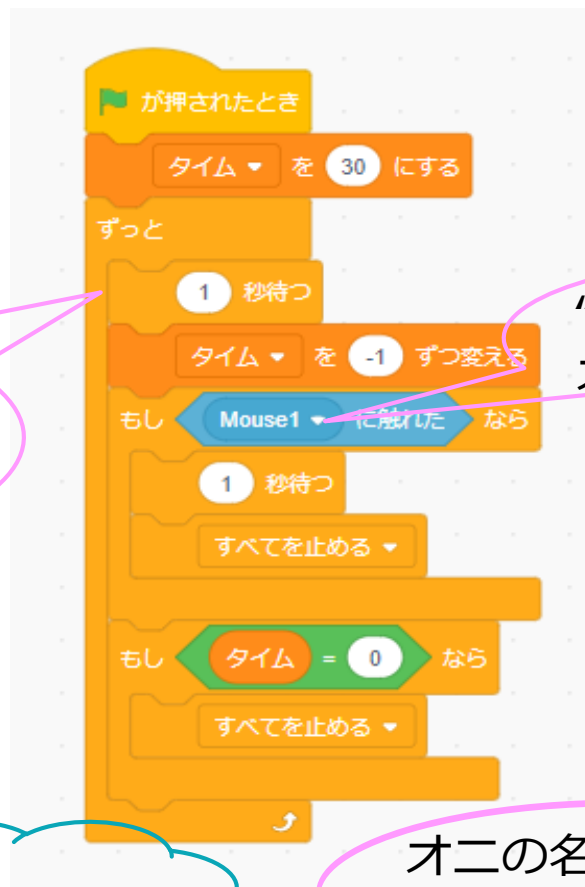 が押されたとき
タイム を 30 にする
ずっと
1 秒待つ
タイム を -1 ずつ変える
もし Mouse1 に触れた なら
1 秒待つ
すべてを止める
もし タイム = 0 なら
すべてを止める
オニの名